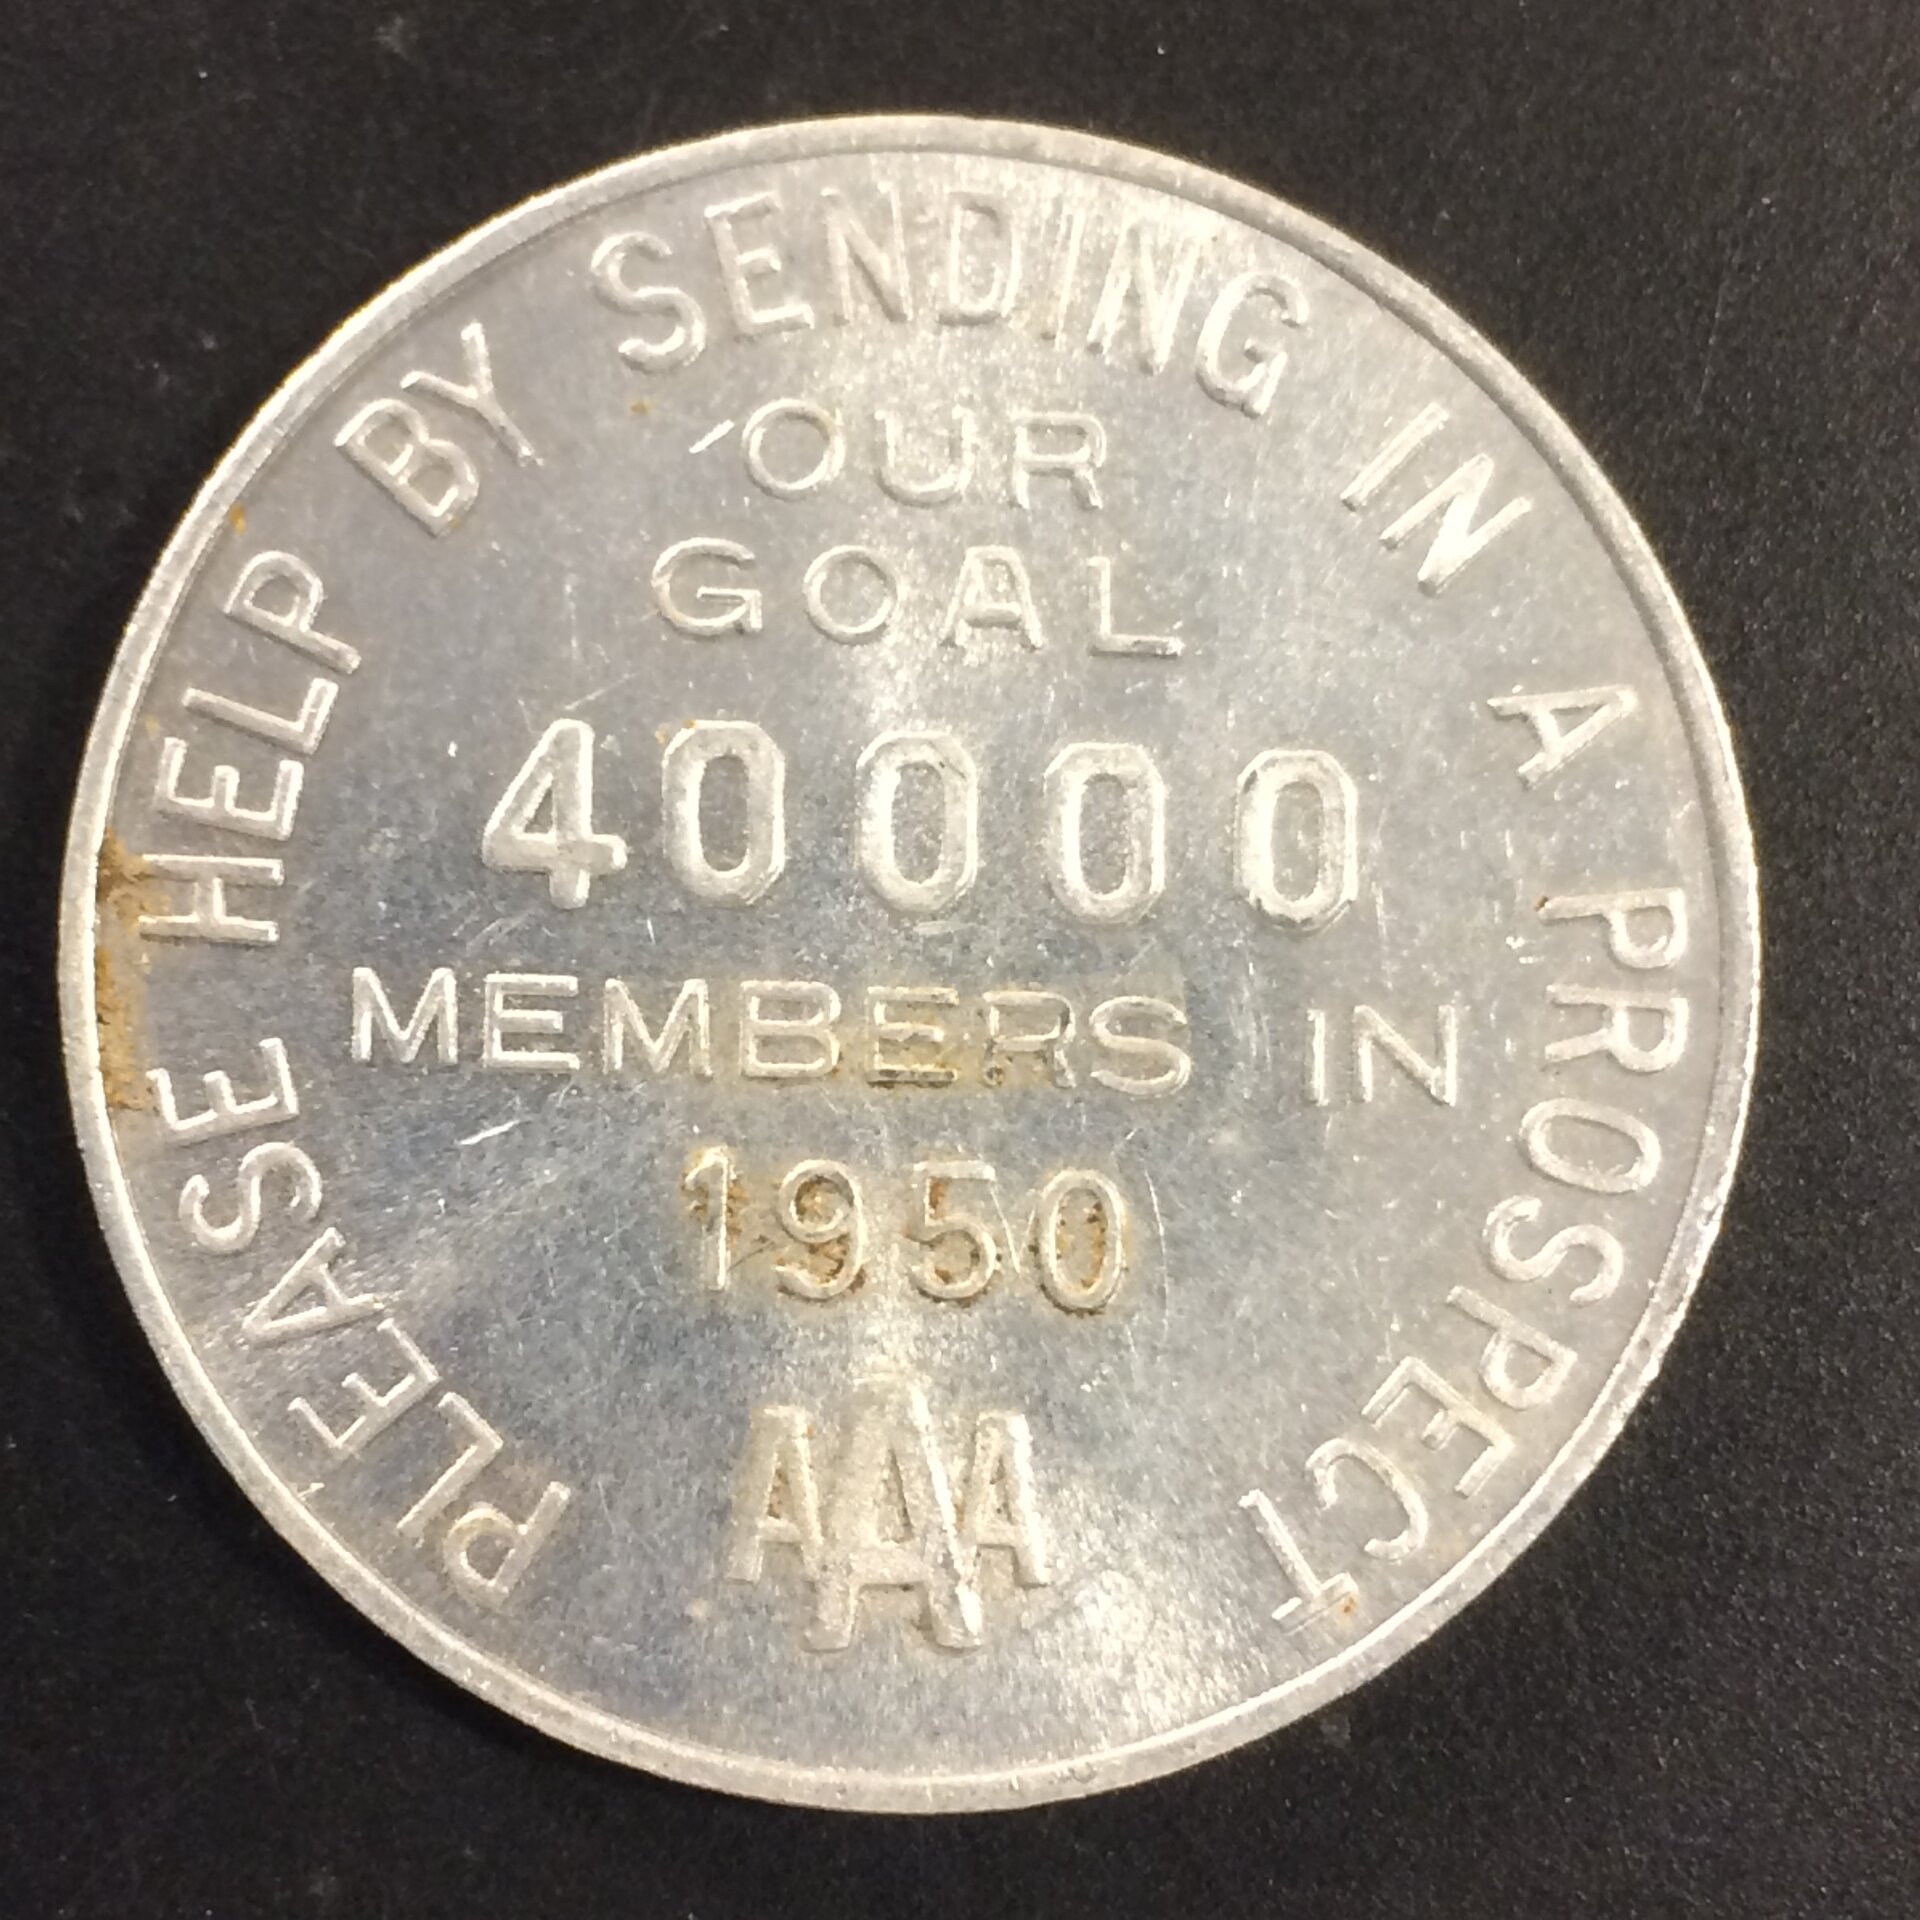 PLEASE HELP BY SENDING IN A PROSPECT
OUR
GOAL
40000
MEMBERS IN
1950
AAA